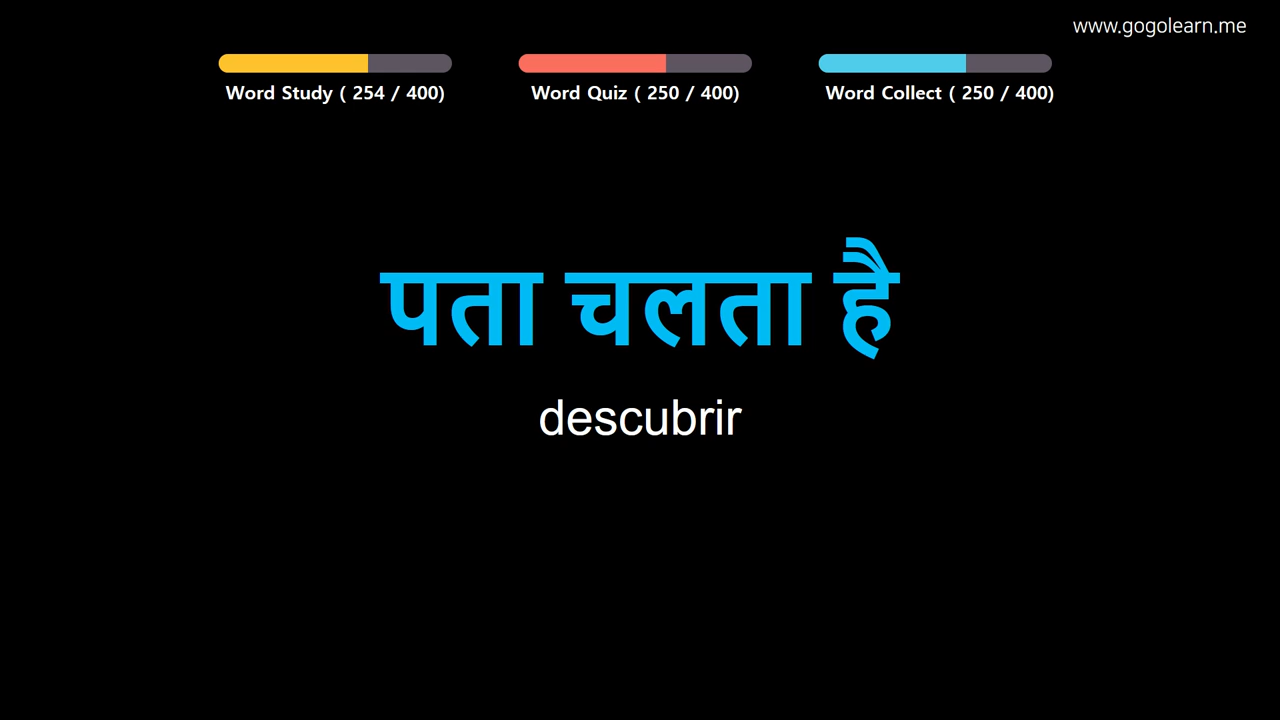 www.gogolearn.me
Word Study ( 254 / 400)
Word Quiz ( 250 / 400)
Word Collect ( 250 / 400)
पता चलता है
descubrir